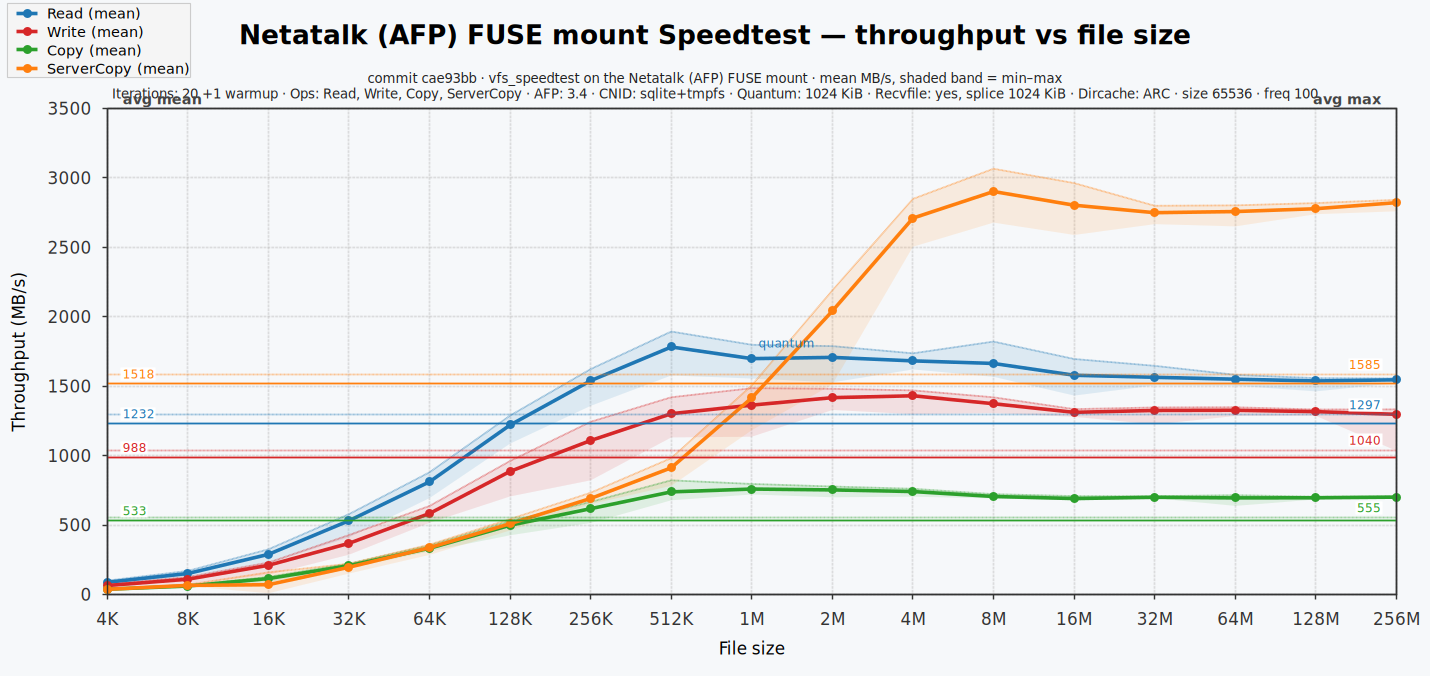 Read (mean)
Write (mean)
Copy (mean)
ServerCopy (mean)
Netatalk (AFP) FUSE mount Speedtest — throughput vs file size
commit cae93bb · vfs_speedtest on the Netatalk (AFP) FUSE mount · mean MB/s, shaded band = min–max
Iterations: 20 +1 warmup · Ops: Read, Write, Copy, ServerCopy · AFP: 3.4 · CNID: sqlite+tmpfs · Quantum: 1024 KiB · Recvfile: yes, splice 1024 KiB · Dircache: ARC · size 65536 · freq 100
avg mean
avg max
3500
3000
2500
2000
1500
1000
500
0
Throughput (MB/s)
quantum
1518
1232
988
533
1585
1297
1040
555
4K 8K 16K 32K 64K 128K 256K 512K 1M 2M 4M 8M 16M 32M 64M 128M 256M
File size